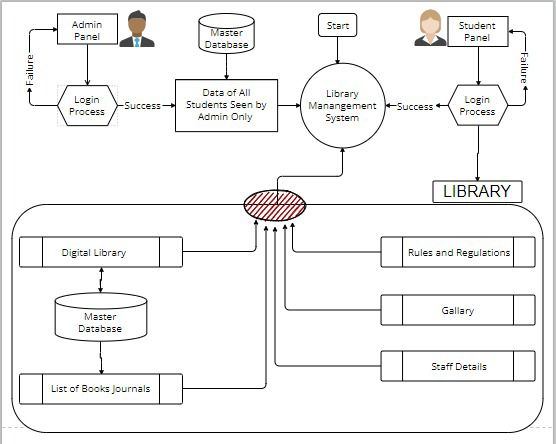 Admin
Panel
Master
Database
Start
Student
Panel
Failure
Failure
Login
Process
Success
Data of All
Students Seen by
Admin Only
Library
Manangement
System
Success
Login
Process
LIBRARY
Digital Library
Rules and Regulations
Master
Database
Gallary
Staff Details
List of Books Journals